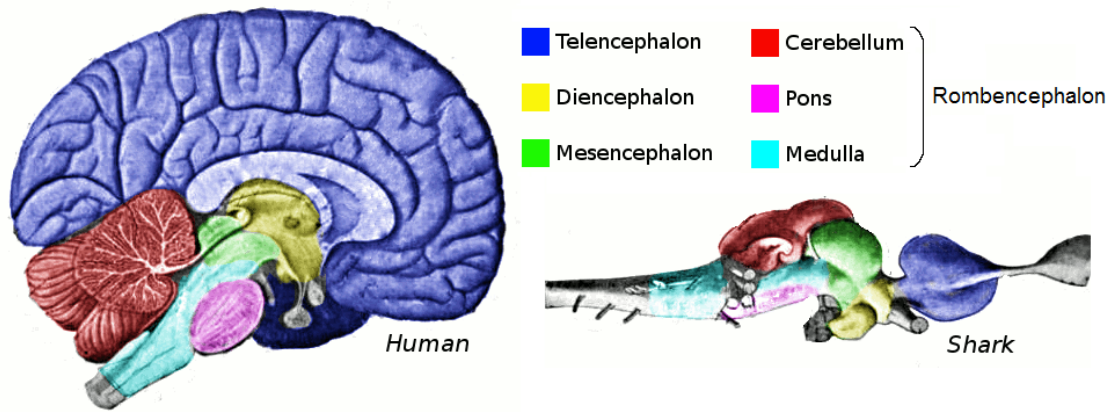 Telencephalon
Cerebellum
Diencephalon
Pons
Rombencephalon
Mesencephalon
Medulla
Human
Shark